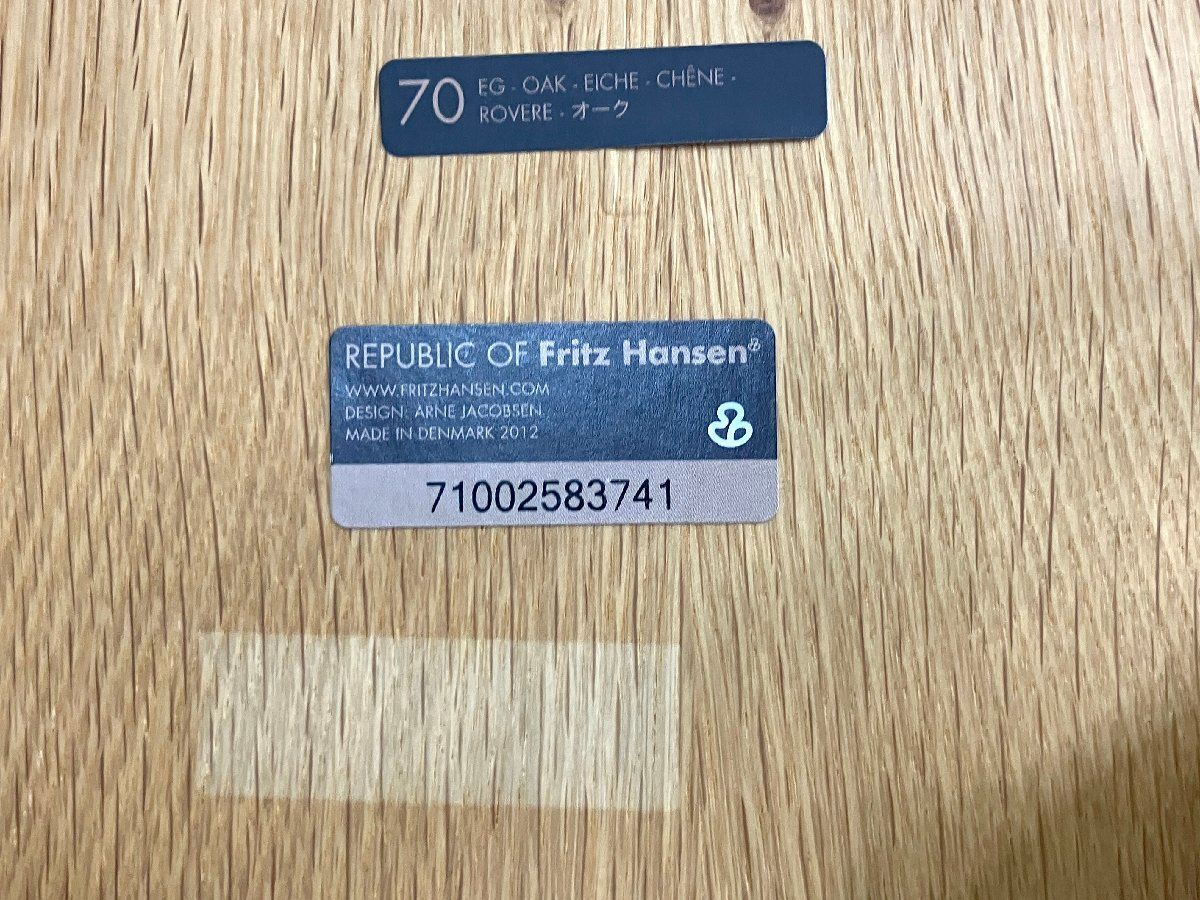 70 EG - OAK - EICHE - CHÊNE -
ROVERE - オーク
REPUBLIC OF Fritz Hansen®
WWW.FRITZHANSEN.COM
DESIGN: ARNE JACOBSEN
MADE IN DENMARK 2012
71002583741